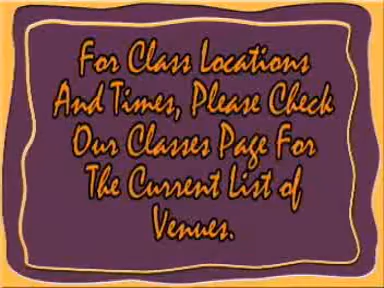 For Class Locations
And Times, Please Check
Our Classes Page For
The Current List of
Venues.